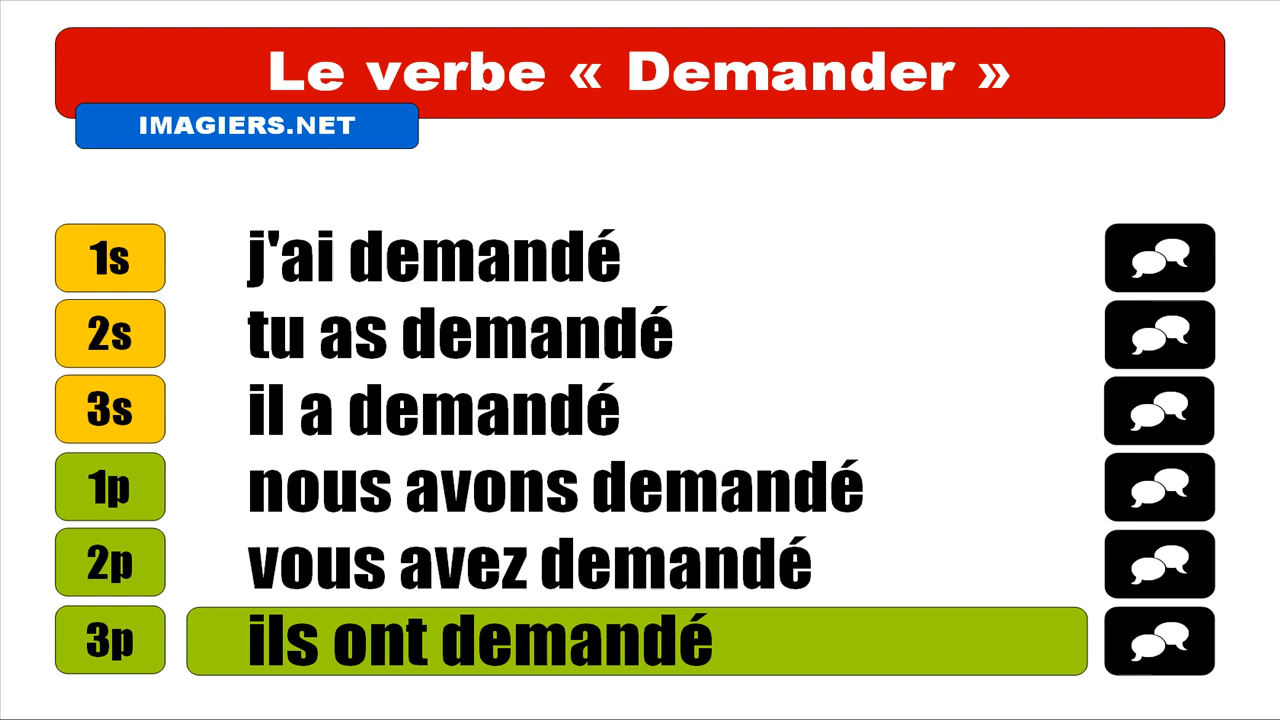 Le verbe « Demander »
IMAGIERS.NET
1s j'ai demandé
2s tu as demandé
3s il a demandé
1p nous avons demandé
2p vous avez demandé
3p ils ont demandé